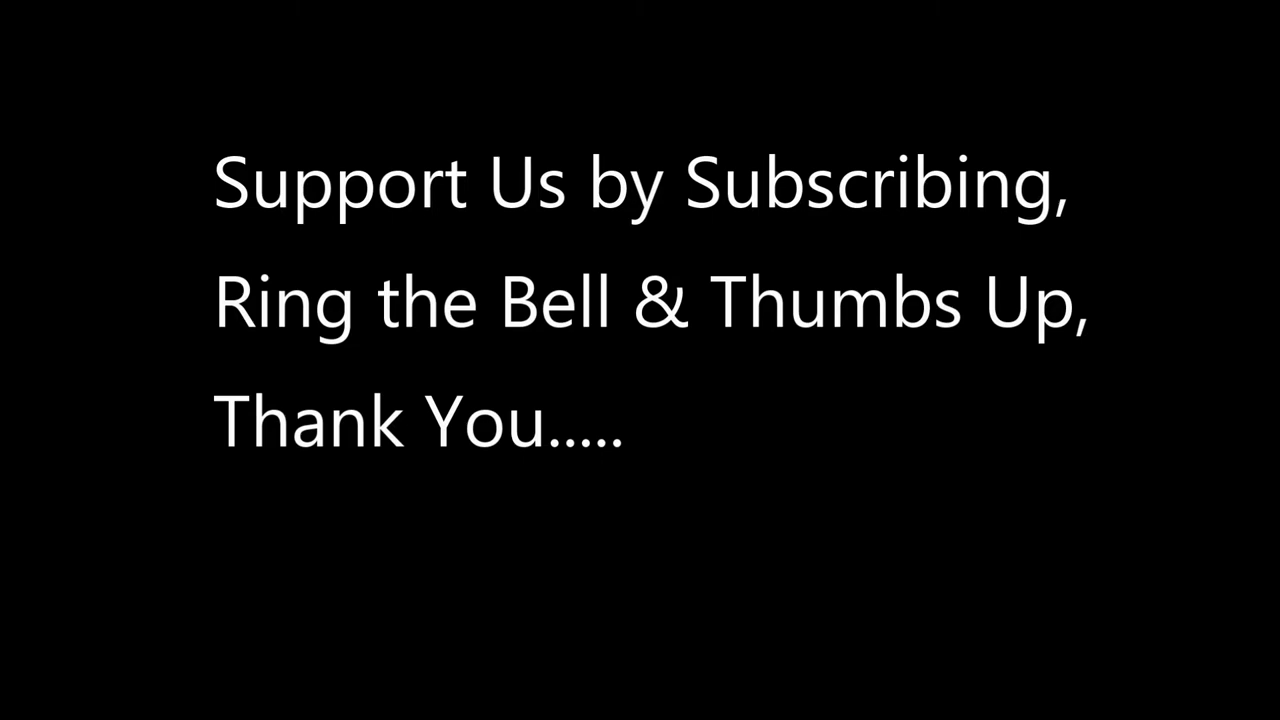 Support Us by Subscribing,
Ring the Bell & Thumbs Up,
Thank You.....